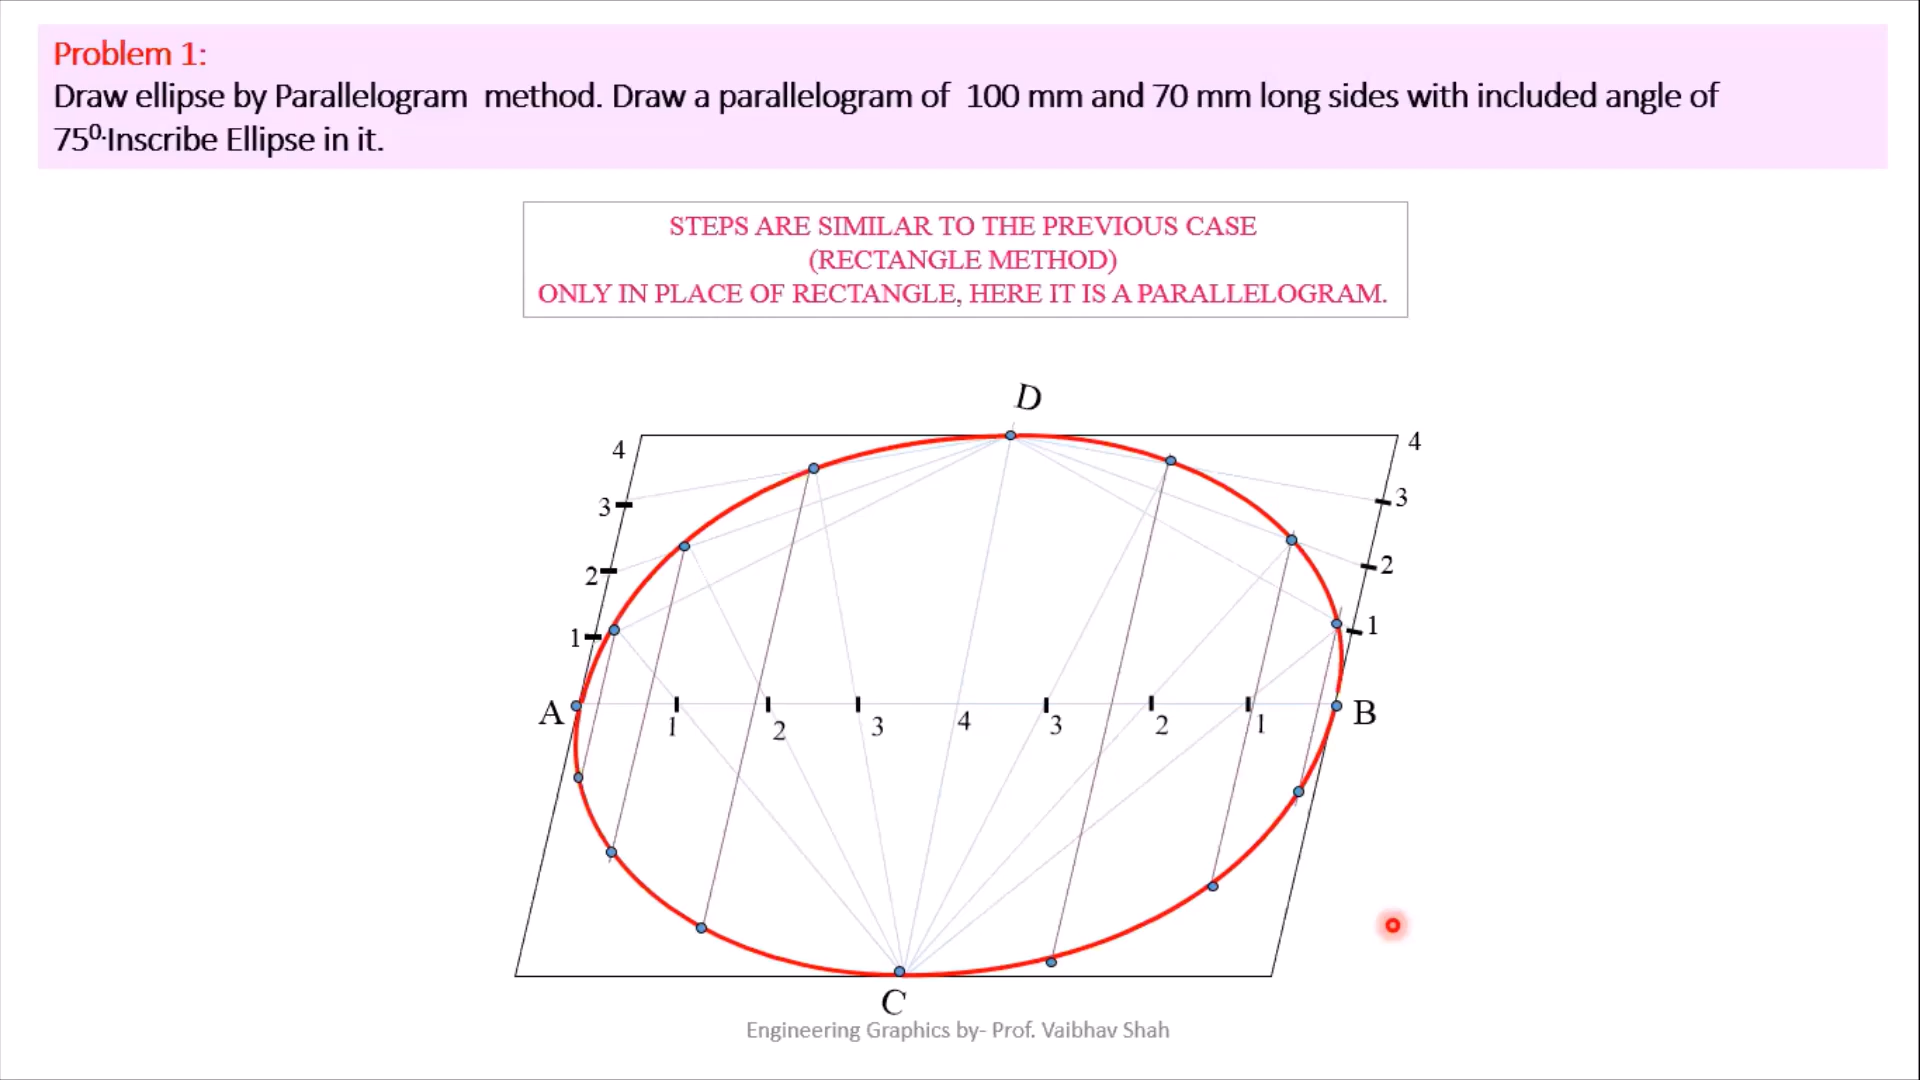 Problem 1:
Draw ellipse by Parallelogram method. Draw a parallelogram of 100 mm and 70 mm long sides with included angle of
75⁰·Inscribe Ellipse in it.
STEPS ARE SIMILAR TO THE PREVIOUS CASE
(RECTANGLE METHOD)
ONLY IN PLACE OF RECTANGLE, HERE IT IS A PARALLELOGRAM.
D
4 4
3 3
2 2
1 1
A B
1 2 3 4 3 2 1
C
Engineering Graphics by- Prof. Vaibhav Shah